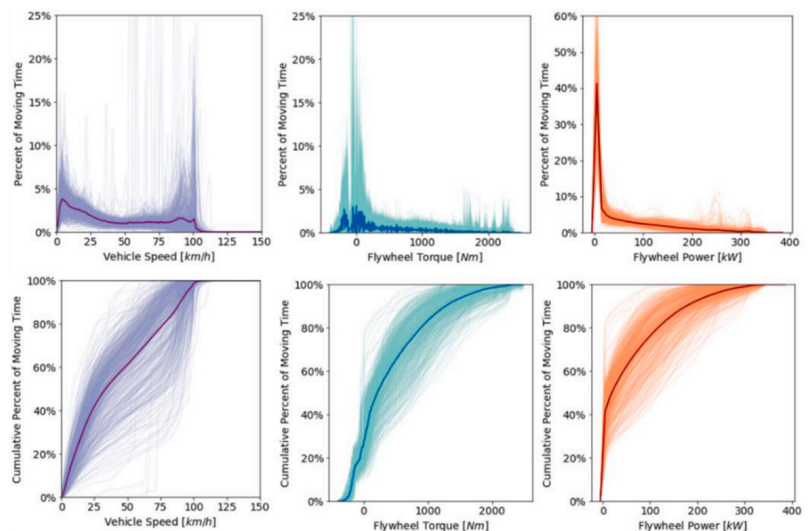 25%
20%
15%
10%
5%
0%
Percent of Moving Time
0 25 50 75 100 125 150
Vehicle Speed [km/h]
25%
20%
15%
10%
5%
0%
Percent of Moving Time
0 1000 2000
Flywheel Torque [Nm]
60%
50%
40%
30%
20%
10%
0%
Percent of Moving Time
0 100 200 300 400
Flywheel Power [kW]
100%
80%
60%
40%
20%
0%
Cumulative Percent of Moving Time
0 25 50 75 100 125 150
Vehicle Speed [km/h]
100%
80%
60%
40%
20%
0%
Cumulative Percent of Moving Time
0 1000 2000
Flywheel Torque [Nm]
100%
80%
60%
40%
20%
0%
Cumulative Percent of Moving Time
0 100 200 300 400
Flywheel Power [kW]